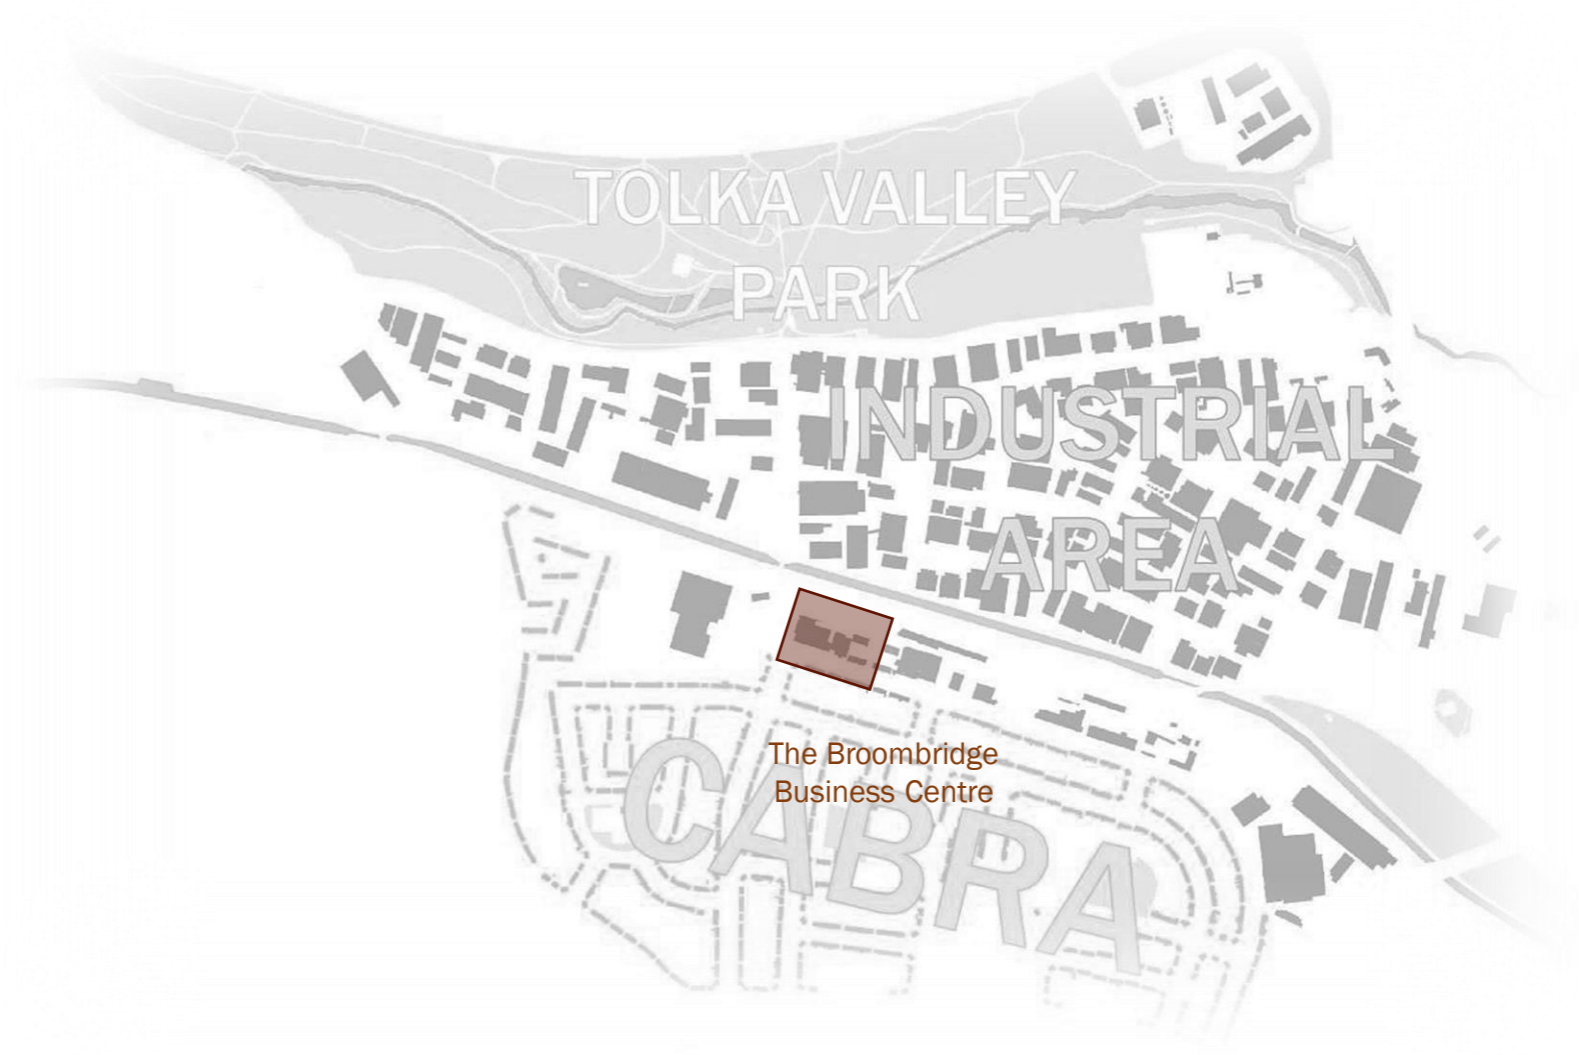 TOLKA VALLEY
PARK
INDUSTRIAL
AREA
The Broombridge
Business Centre
CABRA